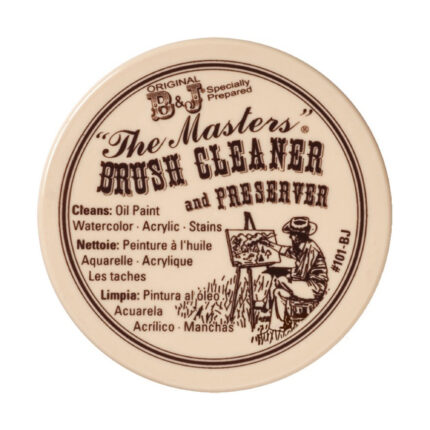 ORIGINAL
B&J® Specially
Prepared
"The Masters"®
BRUSH CLEANER
and PRESERVER
Cleans: Oil Paint
Watercolor · Acrylic · Stains
Nettoie: Peinture à l'huile
Aquarelle · Acrylique
Les taches
Limpia: Pintura al óleo
Acuarela
Acrílico · Manchas
#101-BJ